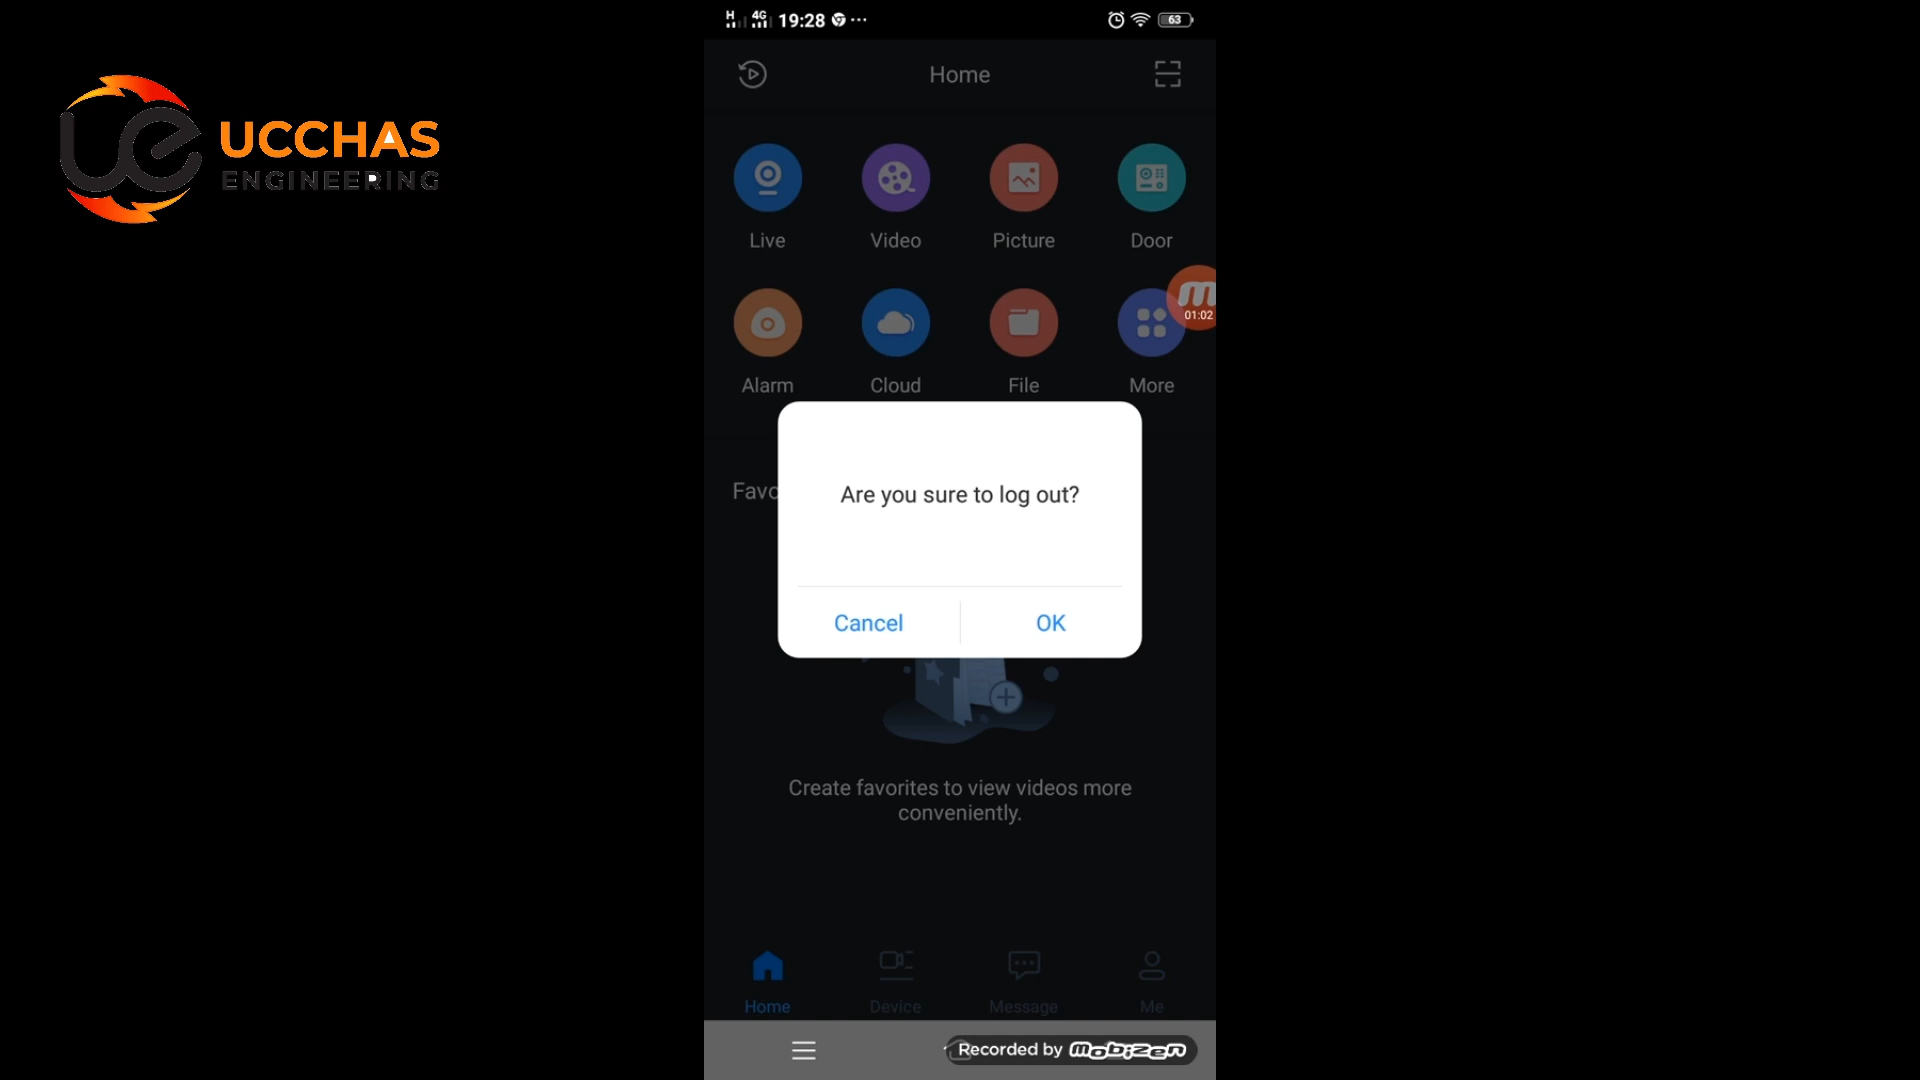 UCCHAS
ENGINEERING
H 4G 19:28 63
Home
Live Video Picture Door
01:02
Alarm Cloud File More
Favo
Are you sure to log out?
Cancel OK
Create favorites to view videos more
conveniently.
Home Device Message Me
Recorded by Mobizen